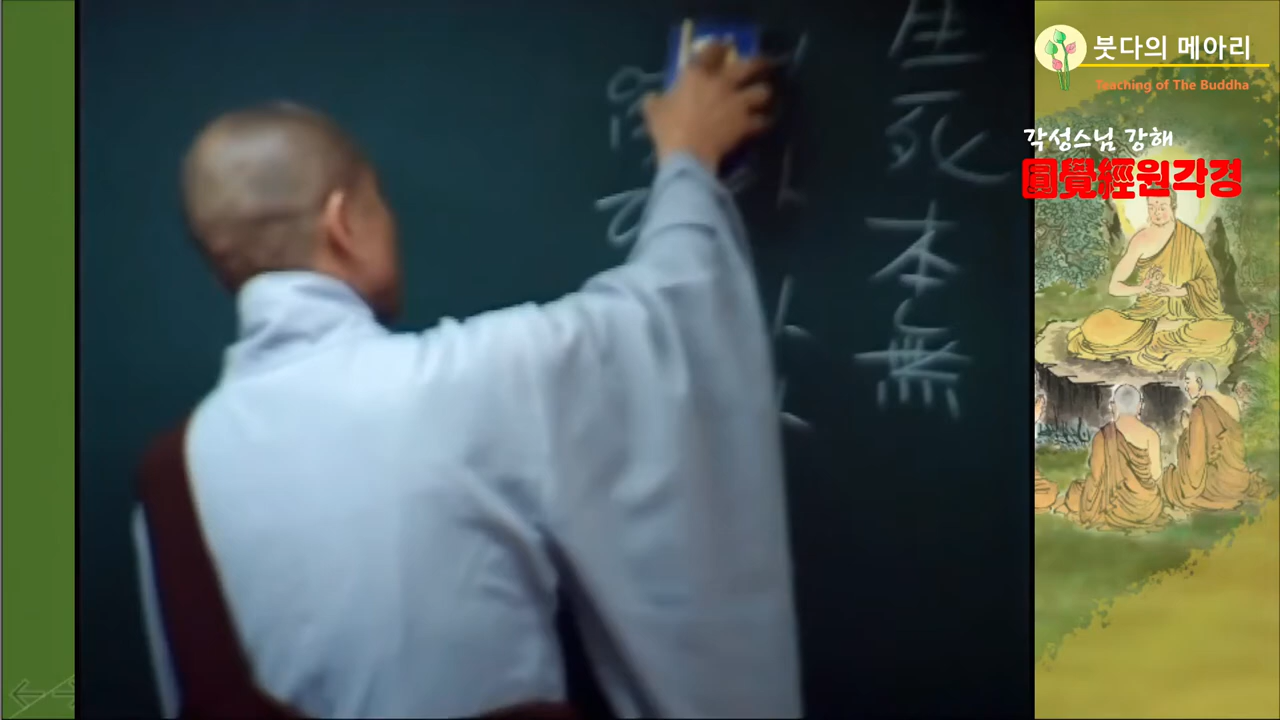 붓다의 메아리
Teaching of The Buddha
각성스님 강해
圓覺經원각경
生死本無